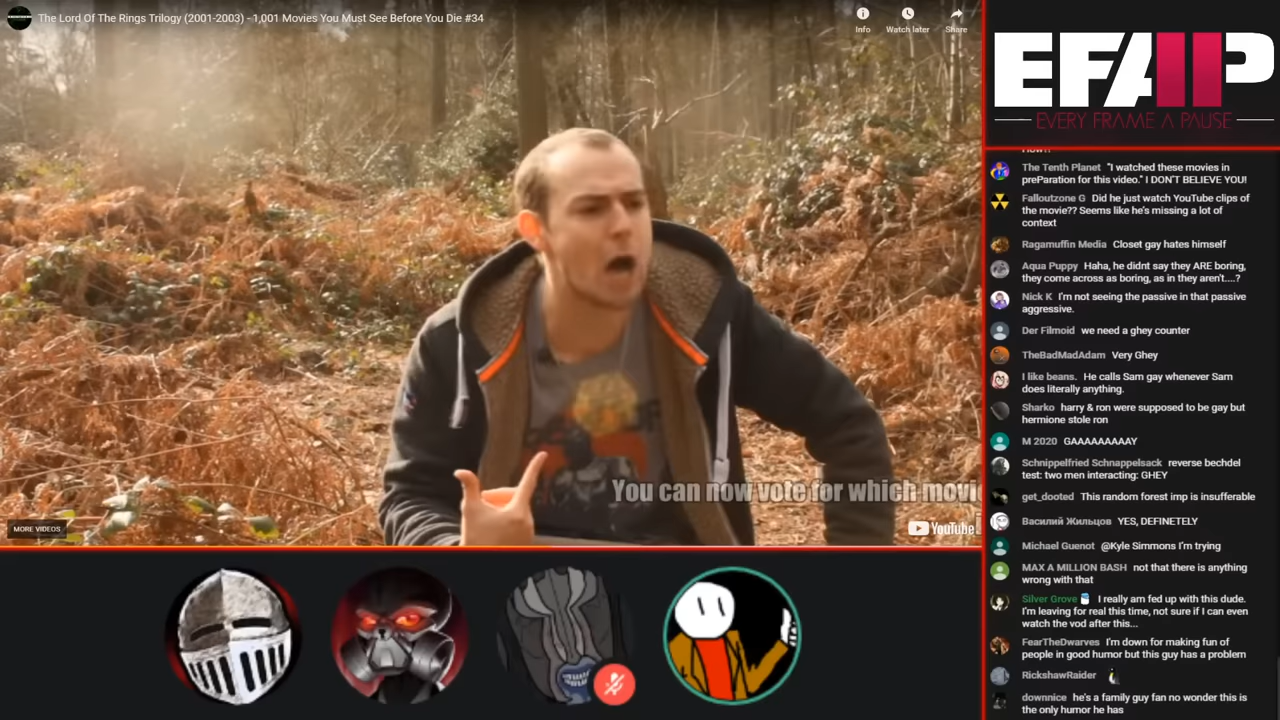 The Lord Of The Rings Trilogy (2001-2003) - 1,001 Movies You Must See Before You Die #34
Info
Watch later
Share
You can now vote for which movi
MORE VIDEOS
YouTube
EFAP
EVERY FRAME A PAUSE
The Tenth Planet "I watched these movies in
preParation for this video." I DON'T BELIEVE YOU!
Falloutzone G Did he just watch YouTube clips of
the movie?? Seems like he's missing a lot of
context
Ragamuffin Media Closet gay hates himself
Aqua Puppy Haha, he didnt say they ARE boring,
they come across as boring, as in they aren't....?
Nick K I'm not seeing the passive in that passive
aggressive.
Der Filmoid we need a ghey counter
TheBadMadAdam Very Ghey
I like beans. He calls Sam gay whenever Sam
does literally anything.
Sharko harry & ron were supposed to be gay but
hermione stole ron
M 2020 GAAAAAAAAAY
Schnippelfried Schnappelsack reverse bechdel
test: two men interacting: GHEY
get_dooted This random forest imp is insufferable
Василий Жильцов YES, DEFINETELY
Michael Guenot @Kyle Simmons I'm trying
MAX A MILLION BASH not that there is anything
wrong with that
Silver Grove I really am fed up with this dude.
I'm leaving for real this time, not sure if I can even
watch the vod after this...
FearTheDwarves I'm down for making fun of
people in good humor but this guy has a problem
RickshawRaider
downnice he's a family guy fan no wonder this is
the only humor he has